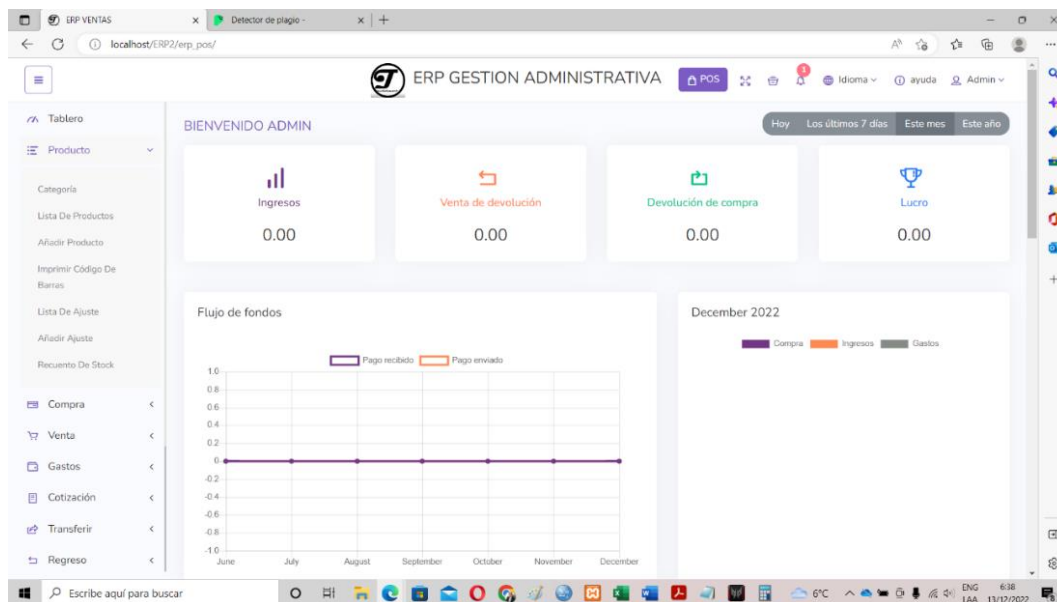 ERP VENTAS
Detector de plagio -
localhost/ERP2/erp_pos/
ERP GESTION ADMINISTRATIVA
POS
1
Idioma
ayuda
Admin
Tablero
Producto
Categoría
Lista De Productos
Añadir Producto
Imprimir Código De
Barras
Lista De Ajuste
Añadir Ajuste
Recuento De Stock
Compra
Venta
Gastos
Cotización
Transferir
Regreso
BIENVENIDO ADMIN
Hoy
Los últimos 7 días
Este mes
Este año
Ingresos
0.00
Venta de devolución
0.00
Devolución de compra
0.00
Lucro
0.00
Flujo de fondos
Pago recibido
Pago enviado
1.0
0.8
0.6
0.4
0.2
0
-0.2
-0.4
-0.6
-0.8
-1.0
June
July
August
September
October
November
December
December 2022
Compra
Ingresos
Gastos
Escribe aquí para buscar
6°C
ENG
LAA
6:38
13/12/2022